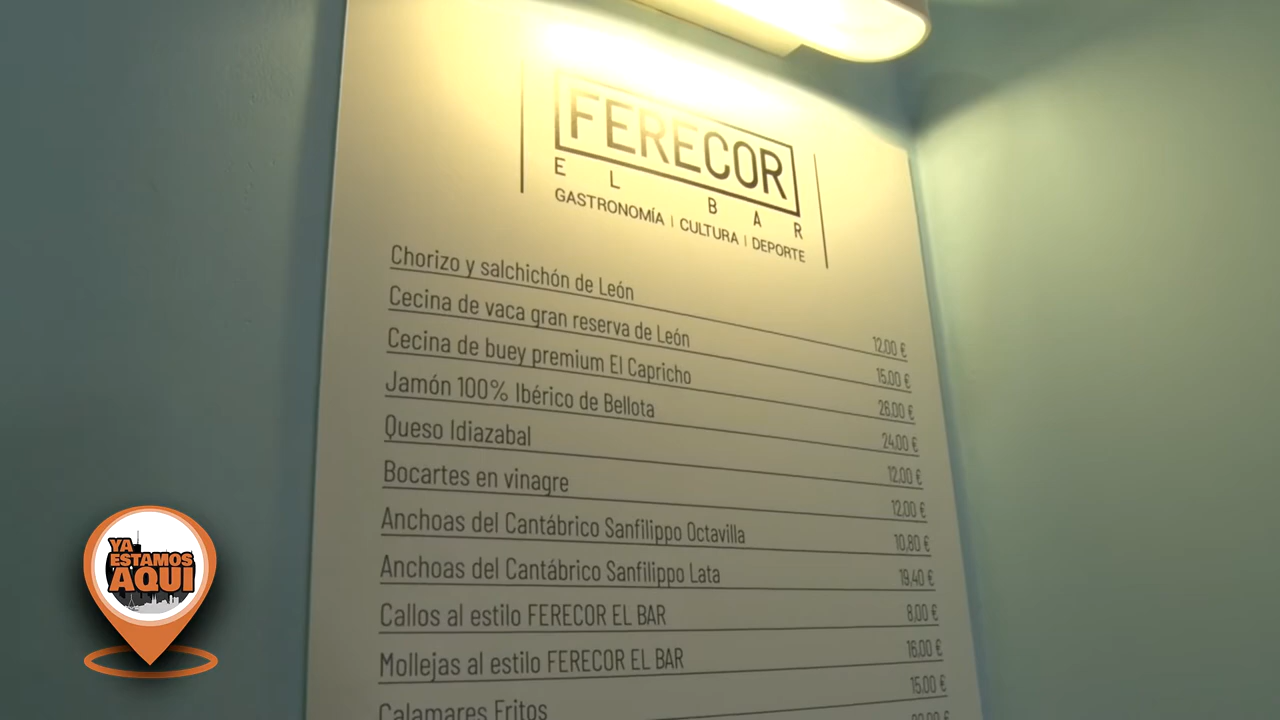 FERECOR
EL BAR
GASTRONOMÍA | CULTURA | DEPORTE
Chorizo y salchichón de León 12,00 €
Cecina de vaca gran reserva de León 15,00 €
Cecina de buey premium El Capricho 28,00 €
Jamón 100% Ibérico de Bellota 24,00 €
Queso Idiazabal 12,00 €
Bocartes en vinagre 12,00 €
Anchoas del Cantábrico Sanfilippo Octavilla 10,80 €
Anchoas del Cantábrico Sanfilippo Lata 19,40 €
Callos al estilo FERECOR EL BAR 8,00 €
Mollejas al estilo FERECOR EL BAR 16,00 €
Calamares Fritos 15,00 €
YA
ESTAMOS
AQUÍ